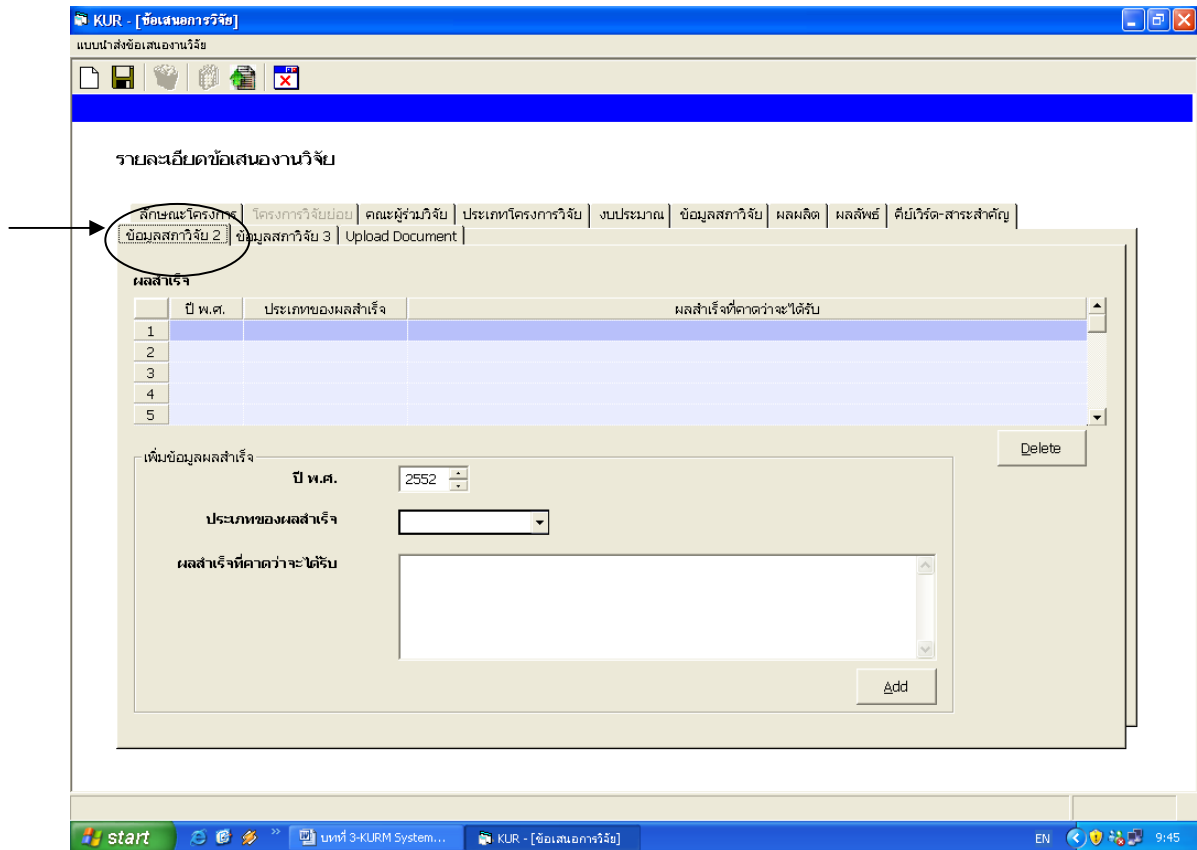 KUR - [ข้อเสนอการวิจัย]
แบบนำส่งข้อเสนองานวิจัย
รายละเอียดข้อเสนองานวิจัย
ลักษณะโครงการ โครงการวิจัยย่อย คณะผู้ร่วมวิจัย ประเภทโครงการวิจัย งบประมาณ ข้อมูลสภาวิจัย ผลผลิต ผลลัพธ์ คีย์เวิร์ด-สาระสำคัญ
ข้อมูลสภาวิจัย 2 ข้อมูลสภาวิจัย 3 Upload Document
ผลสำเร็จ
ปี พ.ศ. ประเภทของผลสำเร็จ ผลสำเร็จที่คาดว่าจะได้รับ
1
2
3
4
5
Delete
เพิ่มข้อมูลผลสำเร็จ
ปี พ.ศ. 2552
ประเภทของผลสำเร็จ
ผลสำเร็จที่คาดว่าจะได้รับ
Add
start บทที่ 3-KURM System... KUR - [ข้อเสนอการวิจัย] EN 9:45